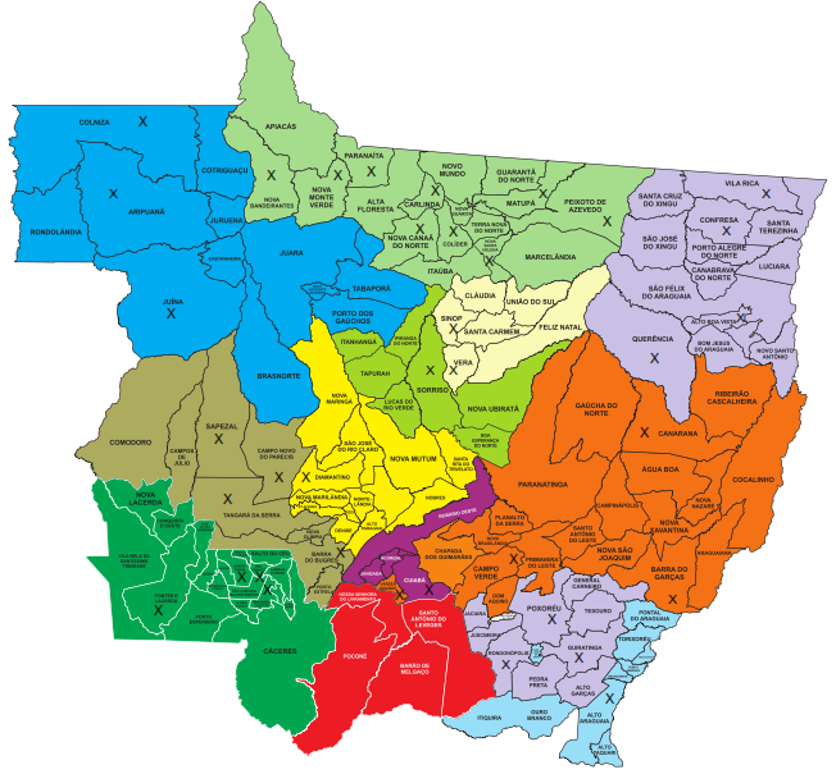 COLNIZA X
COTRIGUAÇU
X
ARIPUANÃ
RONDOLÂNDIA
JURUENA
CASTANHEIRA
JUÍNA
X
JUARA
TABAPORÃ
PORTO DOS
GAÚCHOS
BRASNORTE
APIACÁS
X
NOVA
BANDEIRANTES
X
NOVA
MONTE
VERDE
PARANAÍTA
X
ALTA
FLORESTA
X
CARLINDA
NOVO
MUNDO
GUARANTÃ
DO NORTE
X
MATUPÁ
PEIXOTO DE
AZEVEDO
X
NOVA
GUARITA
TERRA NOVA
DO NORTE
X
NOVA CANAÃ
DO NORTE
X
COLÍDER
NOVA
SANTA
HELENA
X
MARCELÂNDIA
ITAÚBA
SANTA CRUZ
DO XINGU
VILA RICA
X
CONFRESA
X
SANTA
TEREZINHA
SÃO JOSÉ
DO XINGU
PORTO ALEGRE
DO NORTE
CANABRAVA
DO NORTE
LUCIARA
SÃO FÉLIX
DO ARAGUAIA
ALTO BOA VISTA
X
QUERÊNCIA
X
BOM JESUS
DO ARAGUAIA
NOVO SANTO
ANTÔNIO
CLÁUDIA
UNIÃO DO SUL
SINOP
X
SANTA CARMEM
FELIZ NATAL
VERA
X
ITANHANGÁ
IPIRANGA
DO NORTE
TAPURAH
X
SORRISO
LUCAS DO
RIO VERDE
NOVA UBIRATÃ
BOA
ESPERANÇA
DO NORTE
NOVA
MARINGÁ
SÃO JOSÉ
DO RIO CLARO
NOVA MUTUM
SANTA
RITA DO
TRIVELATO
X
DIAMANTINO
NOVA MARILÂNDIA
NORTE-
LÂNDIA
NOBRES
ALTO
PARAGUAI
DENISE
COMODORO
CAMPOS
DE
JÚLIO
SAPEZAL
X
CAMPO NOVO
DO PARECIS
X
X
TANGARÁ DA SERRA
NOVA
OLÍMPIA
BARRA
DO BUGRES
X
PORTO
ESTRELA
NOVA
LACERDA
CONQUISTA
D'OESTE
VILA BELA DA
SANTÍSSIMA
TRINDADE
PONTES E
LACERDA
X
PORTO
ESPERIDIÃO
SALTO DO CÉU
X
X
X
CÁCERES
ROSÁRIO OESTE
JANGADA
ACORIZAL
CUIABÁ
X
X
NOSSA SENHORA
DO LIVRAMENTO
SANTO
ANTÔNIO DO
LEVEGER
POCONÉ
BARÃO DE
MELGAÇO
GAÚCHA DO
NORTE
RIBEIRÃO
CASCALHEIRA
X
CANARANA
ÁGUA BOA
COCALINHO
PARANATINGA
CAMPINÁPOLIS
NOVA
NAZARÉ
PLANALTO
DA SERRA
SANTO
ANTÔNIO
DO LESTE
NOVA
XAVANTINA
NOVA
BRASILÂNDIA
CHAPADA
DOS GUIMARÃES
NOVA SÃO
JOAQUIM
ARAGUAIANA
X
CAMPO
VERDE
PRIMAVERA
DO LESTE
BARRA DO
GARÇAS
X
DOM
AQUINO
GENERAL
CARNEIRO
JACIARA
POXORÉU
X
TESOURO
JUSCIMEIRA
RONDONÓPOLIS
X
GUIRATINGA
X
PEDRA
PRETA
ALTO
GARÇAS
PONTAL
DO ARAGUAIA
TORIXORÉU
X
ITIQUIRA
OURO
BRANCO
ALTO
ARAGUAIA
ALTO
TAQUARI